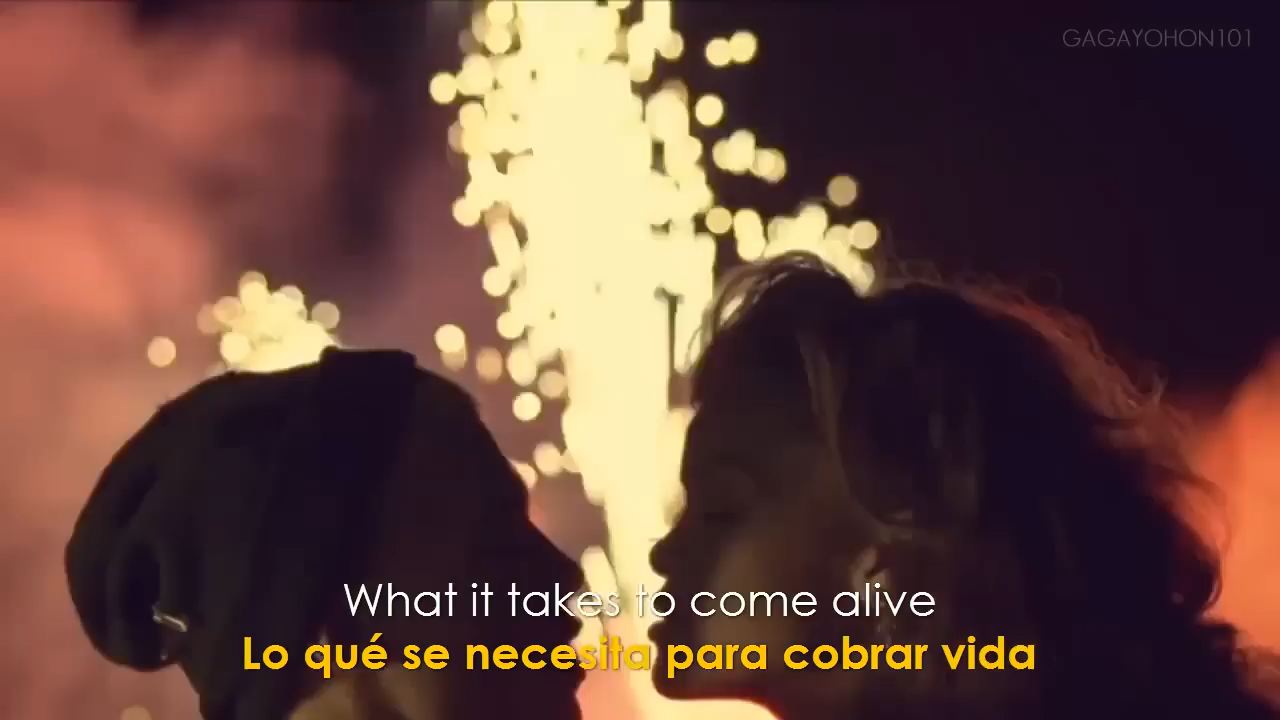 GAGAYOHON101
What it takes to come alive
Lo qué se necesita para cobrar vida